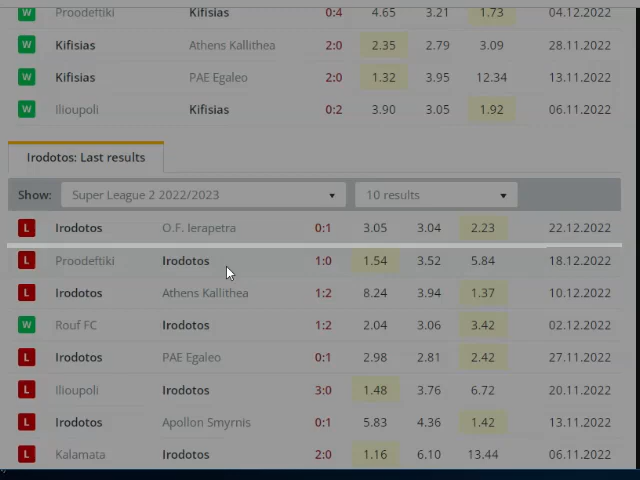 W Proodeftiki Kifisias 0:4 4.65 3.21 1.73 04.12.2022
W Kifisias Athens Kallithea 2:0 2.35 2.79 3.09 28.11.2022
W Kifisias PAE Egaleo 2:0 1.32 3.95 12.34 13.11.2022
W Ilioupoli Kifisias 0:2 3.90 3.05 1.92 06.11.2022
Irodotos: Last results
Show: Super League 2 2022/2023 10 results
L Irodotos O.F. Ierapetra 0:1 3.05 3.04 2.23 22.12.2022
L Proodeftiki Irodotos 1:0 1.54 3.52 5.84 18.12.2022
L Irodotos Athens Kallithea 1:2 8.24 3.94 1.37 10.12.2022
W Rouf FC Irodotos 1:2 2.04 3.06 3.42 02.12.2022
L Irodotos PAE Egaleo 0:1 2.98 2.81 2.42 27.11.2022
L Ilioupoli Irodotos 3:0 1.48 3.76 6.72 20.11.2022
L Irodotos Apollon Smyrnis 0:1 5.83 4.36 1.42 13.11.2022
L Kalamata Irodotos 2:0 1.16 6.10 13.44 06.11.2022